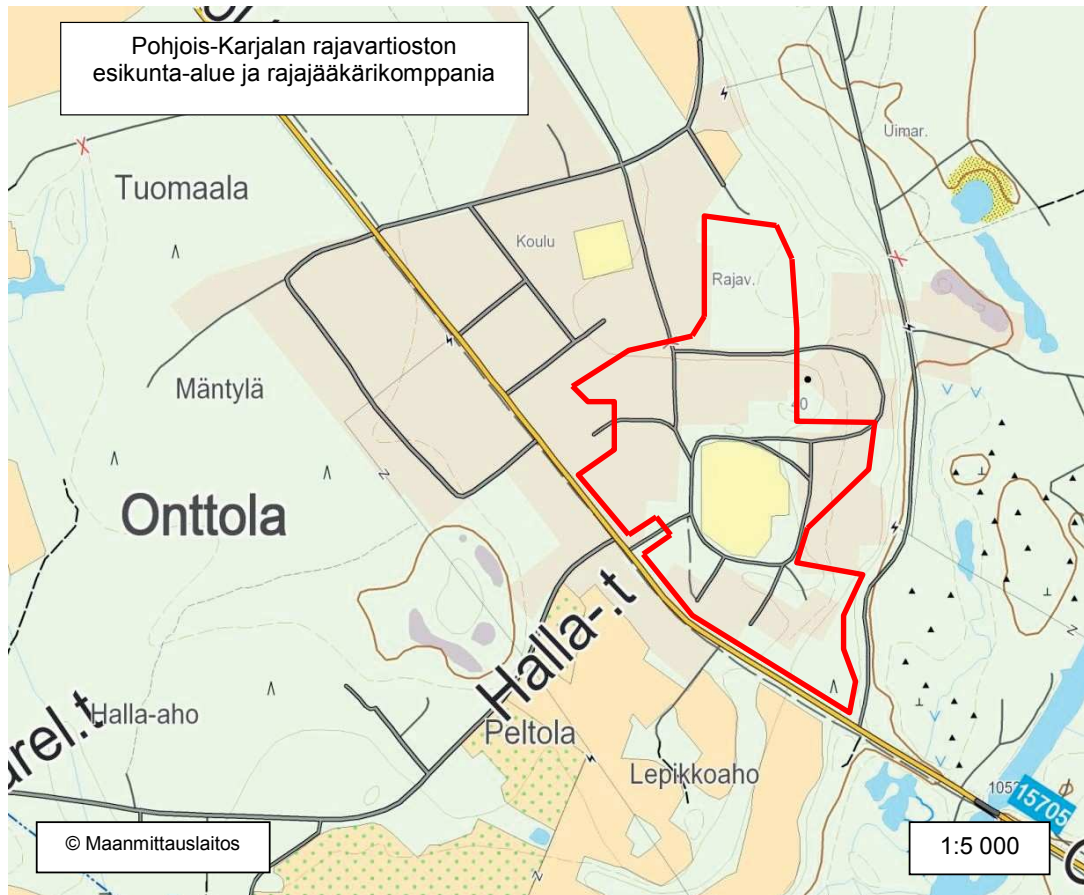 Pohjois-Karjalan rajavartioston
esikunta-alue ja rajajääkärikomppania
Uimar.
Tuomaala
Koulu
Rajav.
Mäntylä
40
Onttola
Halla-.t
Halla-aho
arel.t
Peltola
Lepikkoaho
15705
© Maanmittauslaitos
1:5 000